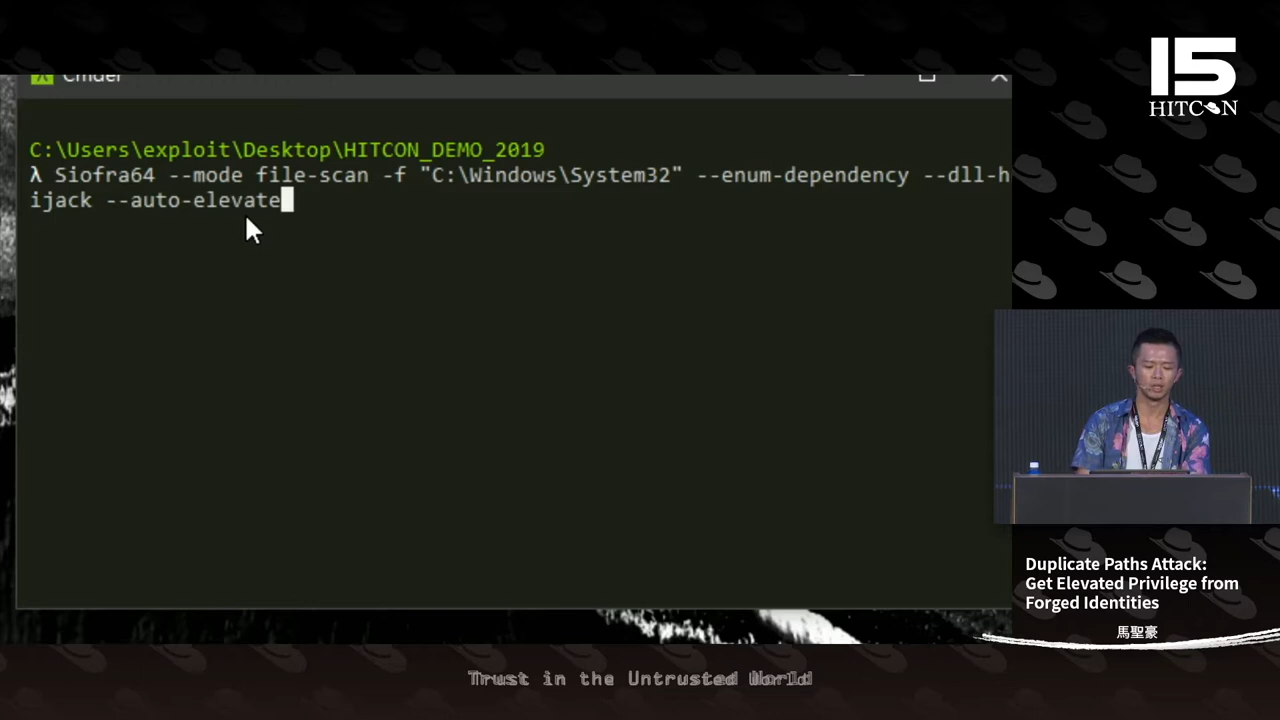 Cmder
C:\Users\exploit\Desktop\HITCON_DEMO_2019
λ Siofra64 --mode file-scan -f "C:\Windows\System32" --enum-dependency --dll-h
ijack --auto-elevate
15
HITCON
Duplicate Paths Attack:
Get Elevated Privilege from
Forged Identities
馬聖豪
Trust in the Untrusted World